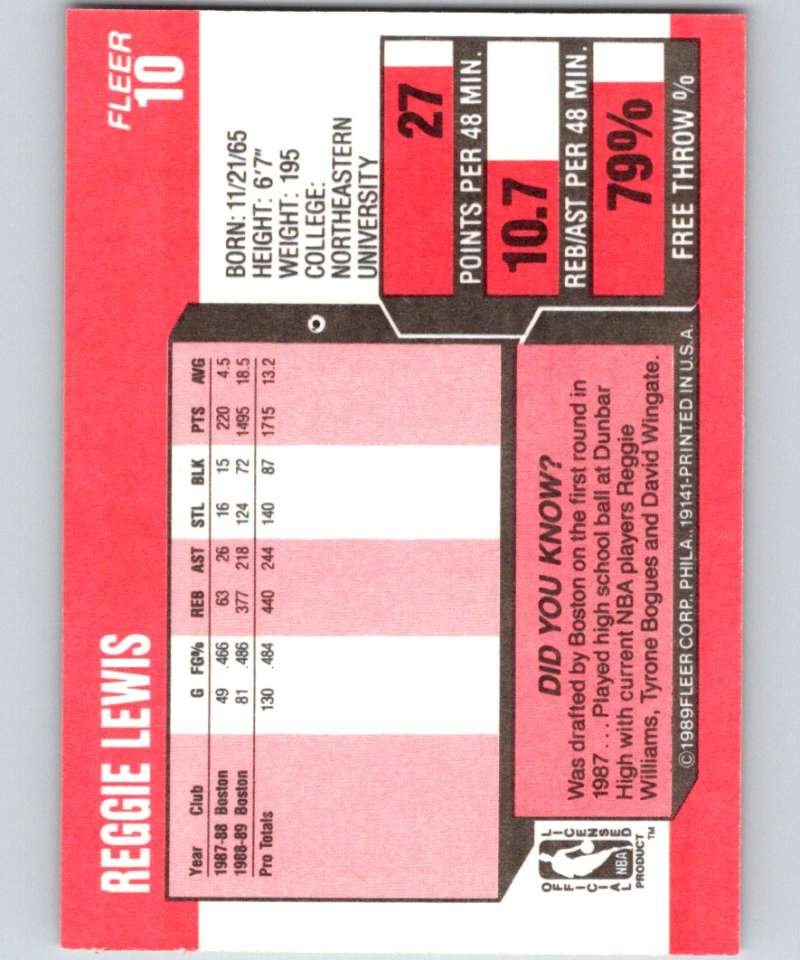 REGGIE LEWIS
FLEER
10
Year Club G FG% REB AST STL BLK PTS AVG
1987-88 Boston 49 .466 63 26 16 15 220 4.5
1988-89 Boston 81 .486 377 218 124 72 1495 18.5
Pro Totals 130 .484 440 244 140 87 1715 13.2
BORN: 11/21/65
HEIGHT: 6'7"
WEIGHT: 195
COLLEGE:
NORTHEASTERN
UNIVERSITY
27
POINTS PER 48 MIN.
10.7
REB/AST PER 48 MIN.
79%
FREE THROW %
DID YOU KNOW?
Was drafted by Boston on the first round in
1987 . . . Played high school ball at Dunbar
High with current NBA players Reggie
Williams, Tyrone Bogues and David Wingate.
OFFICIAL LICENSED
NBA
PRODUCT™
©1989FLEER CORP., PHILA., 19141-PRINTED IN U.S.A.